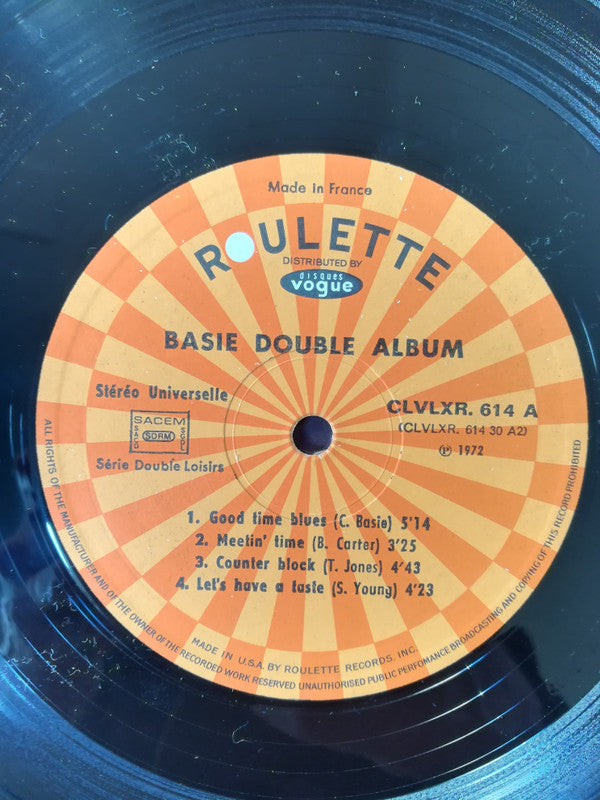 Made in France
ROULETTE
DISTRIBUTED BY
disques
vogue
BASIE DOUBLE ALBUM
Stéréo Universelle
CLVLXR. 614 A
(CLVLXR. 614 30 A2)
SACEM
SACD
SDRM
SGDL
℗ 1972
Série Double Loisirs
1. Good time blues (C. Basie) 5'14
2. Meetin' time (B. Carter) 3'25
3. Counter block (T. Jones) 4'43
4. Let's have a taste (S. Young) 4'23
MADE IN U.S.A. BY ROULETTE RECORDS, INC.
ALL RIGHTS OF THE MANUFACTURER AND OF THE OWNER OF THE RECORDED WORK RESERVED UNAUTHORISED PUBLIC PERFOMANCE BROADCASTING AND COPYING OF THIS RECORD PROHIBITED